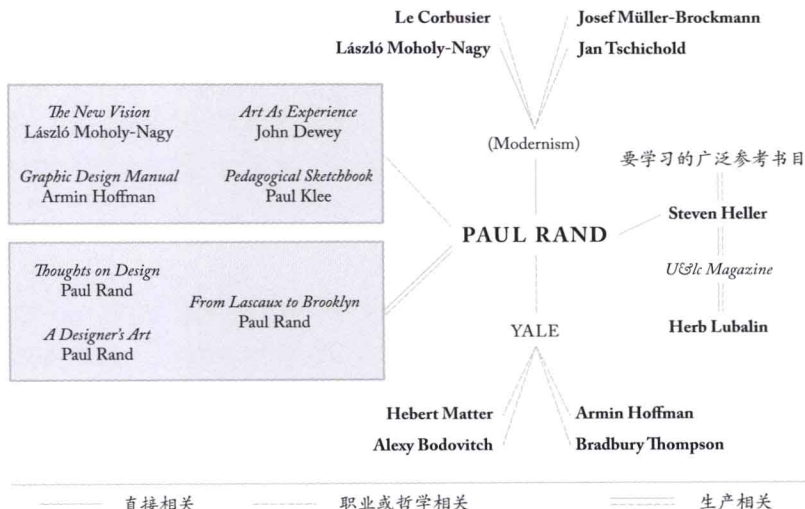 Le Corbusier
Josef Müller-Brockmann
László Moholy-Nagy
Jan Tschichold
The New Vision
László Moholy-Nagy
Art As Experience
John Dewey
Graphic Design Manual
Armin Hoffman
Pedagogical Sketchbook
Paul Klee
(Modernism)
要学习的广泛参考书目
Steven Heller
PAUL RAND
U&lc Magazine
Herb Lubalin
Thoughts on Design
Paul Rand
From Lascaux to Brooklyn
Paul Rand
A Designer's Art
Paul Rand
YALE
Hebert Matter
Armin Hoffman
Alexy Bodovitch
Bradbury Thompson
直接相关
职业或哲学相关
生产相关